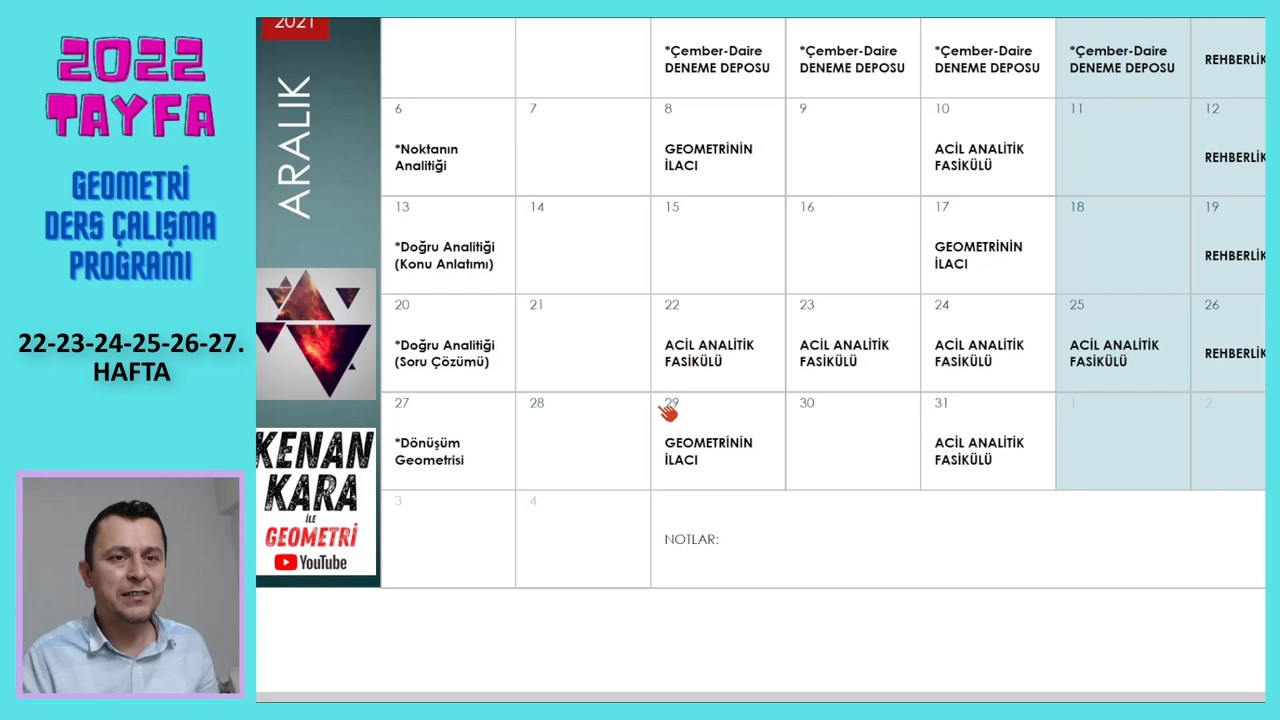 2022
TAYFA
GEOMETRİ
DERS ÇALIŞMA
PROGRAMI
22-23-24-25-26-27.
HAFTA
2021
ARALIK
KENAN
KARA
İLE
GEOMETRİ
YouTube
*Çember-Daire
DENEME DEPOSU
*Çember-Daire
DENEME DEPOSU
*Çember-Daire
DENEME DEPOSU
*Çember-Daire
DENEME DEPOSU
REHBERLİK
6
*Noktanın
Analitiği
7
8
GEOMETRİNİN
İLACI
9
10
ACİL ANALİTİK
FASİKÜLÜ
11
12
REHBERLİK
13
*Doğru Analitiği
(Konu Anlatımı)
14
15
16
17
GEOMETRİNİN
İLACI
18
19
REHBERLİK
20
*Doğru Analitiği
(Soru Çözümü)
21
22
ACİL ANALİTİK
FASİKÜLÜ
23
ACİL ANALİTİK
FASİKÜLÜ
24
ACİL ANALİTİK
FASİKÜLÜ
25
ACİL ANALİTİK
FASİKÜLÜ
26
REHBERLİK
27
*Dönüşüm
Geometrisi
28
29
GEOMETRİNİN
İLACI
30
31
ACİL ANALİTİK
FASİKÜLÜ
1
2
3
4
NOTLAR: